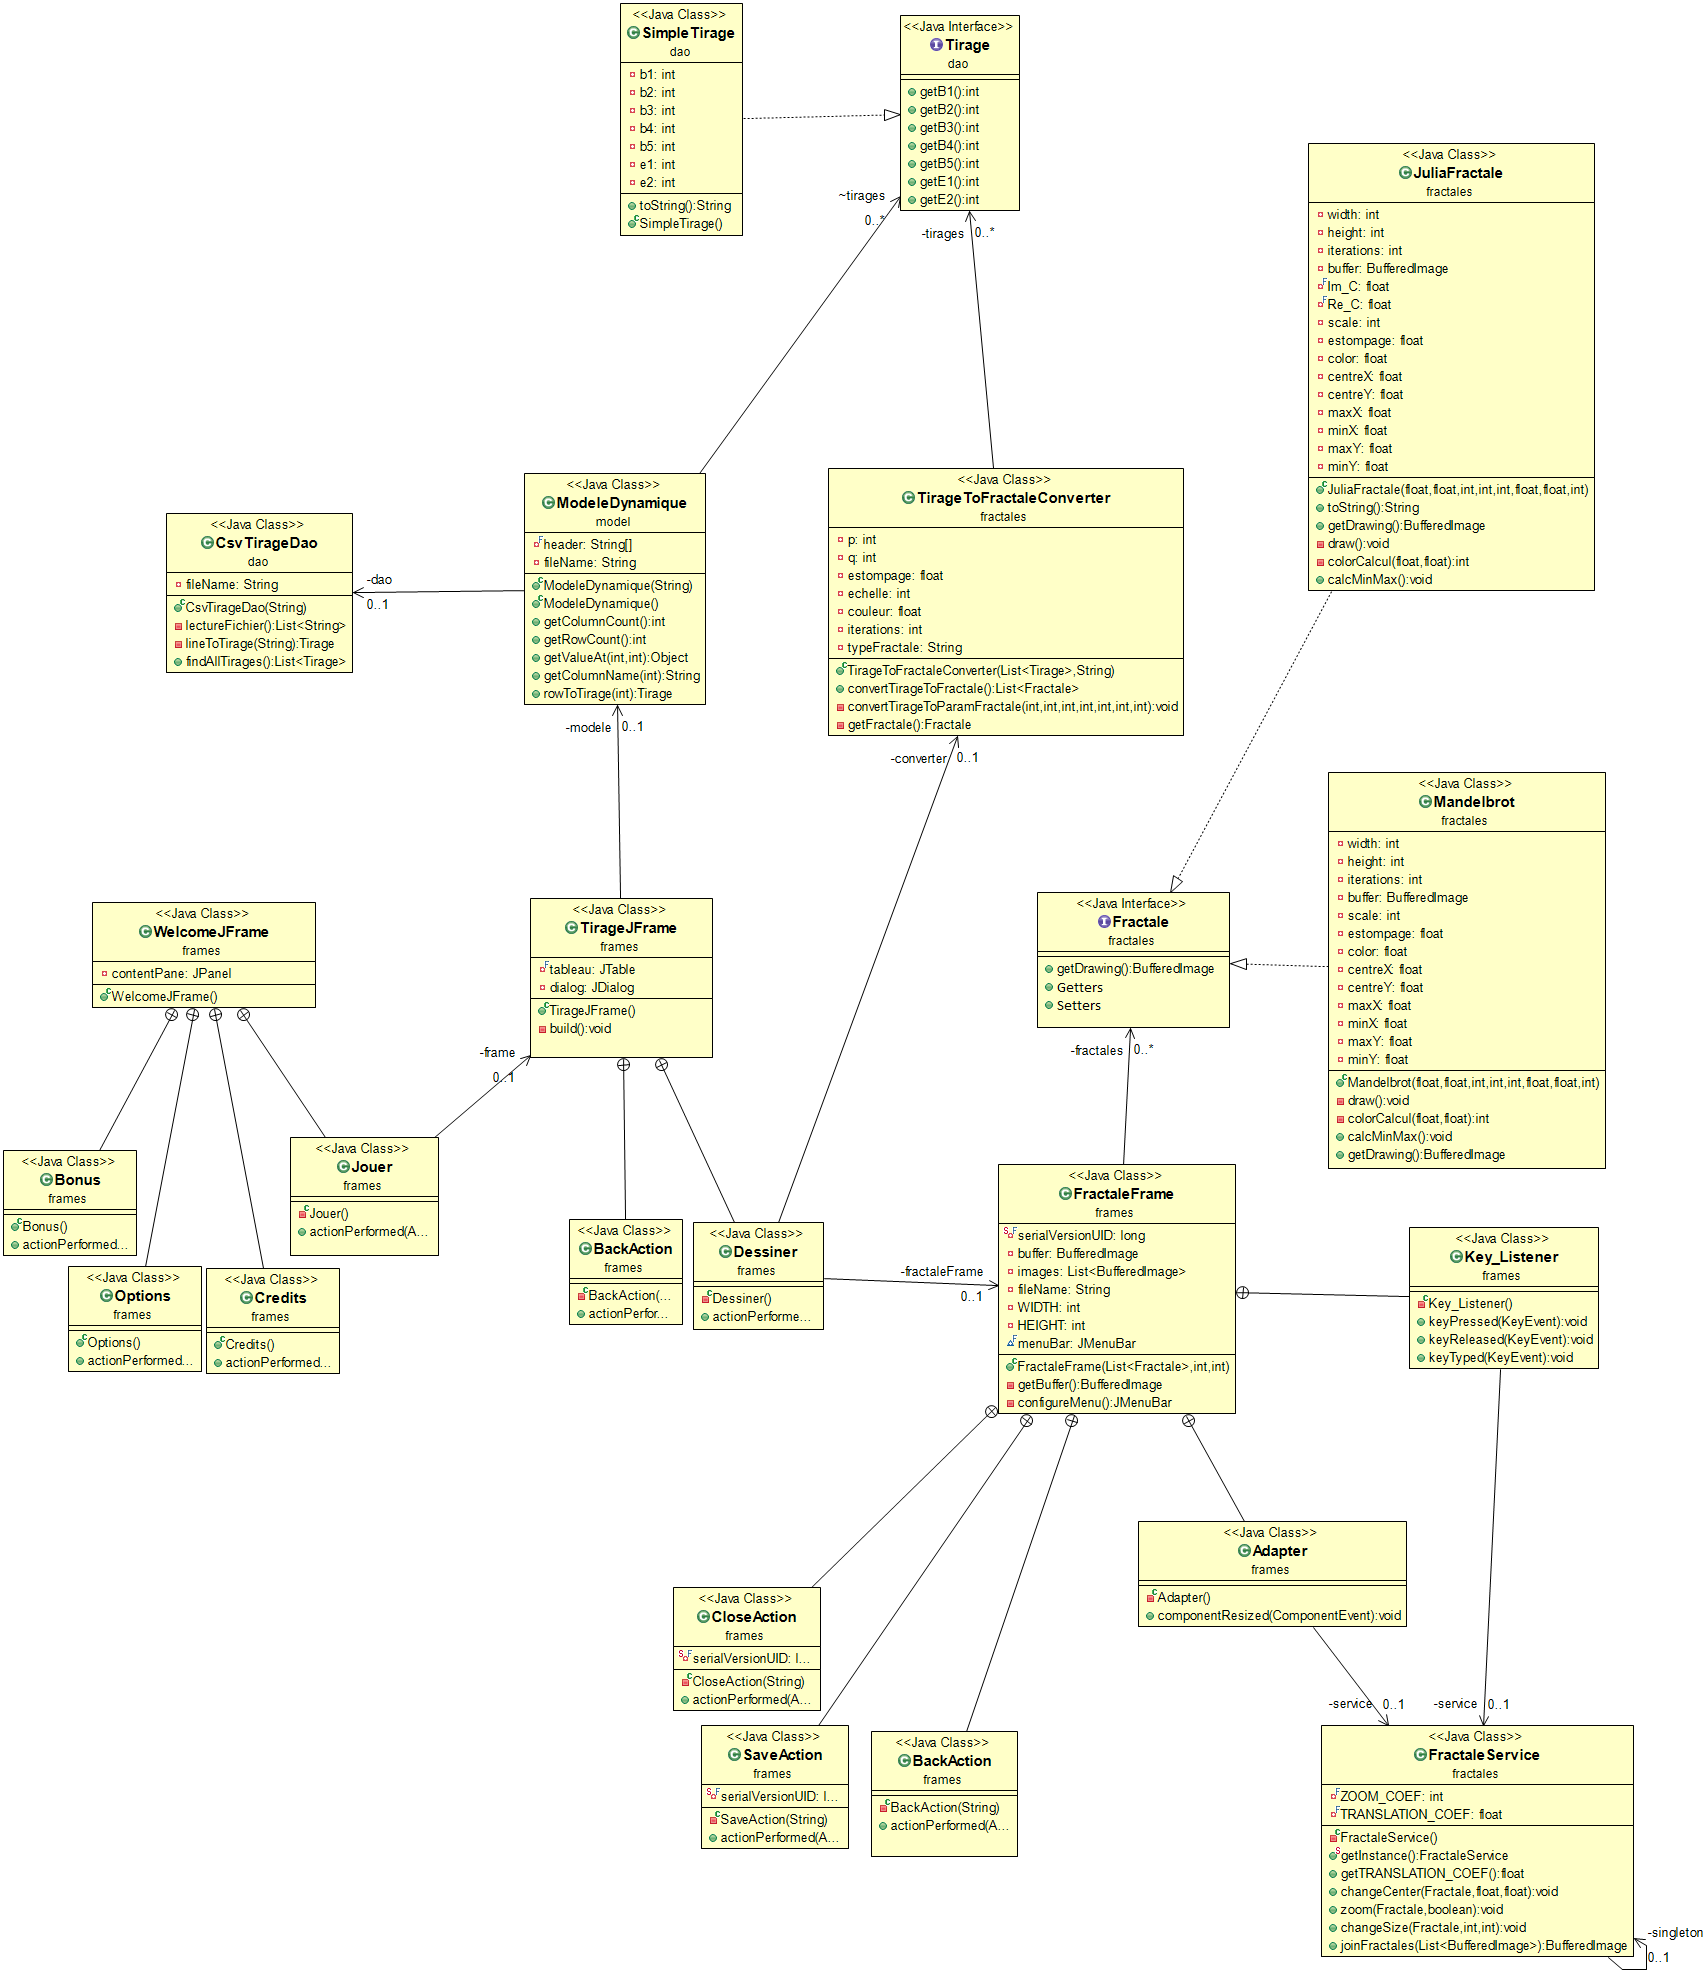 <<Java Class>>
SimpleTirage
dao
b1: int
b2: int
b3: int
b4: int
b5: int
e1: int
e2: int
toString():String
SimpleTirage()
<<Java Interface>>
Tirage
dao
getB1():int
getB2():int
getB3():int
getB4():int
getB5():int
getE1():int
getE2():int
~tirages
0..*
-tirages
0..*
<<Java Class>>
JuliaFractale
fractales
width: int
height: int
iterations: int
buffer: BufferedImage
Im_C: float
Re_C: float
scale: int
estompage: float
color: float
centreX: float
centreY: float
maxX: float
minX: float
maxY: float
minY: float
JuliaFractale(float,float,int,int,int,float,float,int)
toString():String
getDrawing():BufferedImage
draw():void
colorCalcul(float,float):int
calcMinMax():void
<<Java Class>>
CsvTirageDao
dao
fileName: String
CsvTirageDao(String)
lectureFichier():List<String>
lineToTirage(String):Tirage
findAllTirages():List<Tirage>
-dao
0..1
<<Java Class>>
ModeleDynamique
model
header: String[]
fileName: String
ModeleDynamique(String)
ModeleDynamique()
getColumnCount():int
getRowCount():int
getValueAt(int,int):Object
getColumnName(int):String
rowToTirage(int):Tirage
-modele
0..1
<<Java Class>>
TirageToFractaleConverter
fractales
p: int
q: int
estompage: float
echelle: int
couleur: float
iterations: int
typeFractale: String
TirageToFractaleConverter(List<Tirage>,String)
convertTirageToFractale():List<Fractale>
convertTirageToParamFractale(int,int,int,int,int,int,int):void
getFractale():Fractale
-converter
0..1
<<Java Class>>
Mandelbrot
fractales
width: int
height: int
iterations: int
buffer: BufferedImage
scale: int
estompage: float
color: float
centreX: float
centreY: float
maxX: float
minX: float
maxY: float
minY: float
Mandelbrot(float,float,int,int,int,float,float,int)
draw():void
colorCalcul(float,float):int
calcMinMax():void
getDrawing():BufferedImage
<<Java Interface>>
Fractale
fractales
getDrawing():BufferedImage
Getters
Setters
-fractales
0..*
<<Java Class>>
WelcomeJFrame
frames
contentPane: JPanel
WelcomeJFrame()
<<Java Class>>
TirageJFrame
frames
tableau: JTable
dialog: JDialog
TirageJFrame()
build():void
-frame
0..1
<<Java Class>>
Bonus
frames
Bonus()
actionPerformed...
<<Java Class>>
Jouer
frames
Jouer()
actionPerformed(A...
<<Java Class>>
Options
frames
Options()
actionPerformed...
<<Java Class>>
Credits
frames
Credits()
actionPerformed...
<<Java Class>>
BackAction
frames
BackAction(...
actionPerfor...
<<Java Class>>
Dessiner
frames
Dessiner()
actionPerforme...
-fractaleFrame
0..1
<<Java Class>>
FractaleFrame
frames
serialVersionUID: long
buffer: BufferedImage
images: List<BufferedImage>
fileName: String
WIDTH: int
HEIGHT: int
menuBar: JMenuBar
FractaleFrame(List<Fractale>,int,int)
getBuffer():BufferedImage
configureMenu():JMenuBar
<<Java Class>>
Key_Listener
frames
Key_Listener()
keyPressed(KeyEvent):void
keyReleased(KeyEvent):void
keyTyped(KeyEvent):void
<<Java Class>>
Adapter
frames
Adapter()
componentResized(ComponentEvent):void
<<Java Class>>
CloseAction
frames
serialVersionUID: l...
CloseAction(String)
actionPerformed(A...
<<Java Class>>
SaveAction
frames
serialVersionUID: l...
SaveAction(String)
actionPerformed(A...
<<Java Class>>
BackAction
frames
BackAction(String)
actionPerformed(A...
-service
0..1
-service
0..1
<<Java Class>>
FractaleService
fractales
ZOOM_COEF: int
TRANSLATION_COEF: float
FractaleService()
getInstance():FractaleService
getTRANSLATION_COEF():float
changeCenter(Fractale,float,float):void
zoom(Fractale,boolean):void
changeSize(Fractale,int,int):void
joinFractales(List<BufferedImage>):BufferedImage
-singleton
0..1